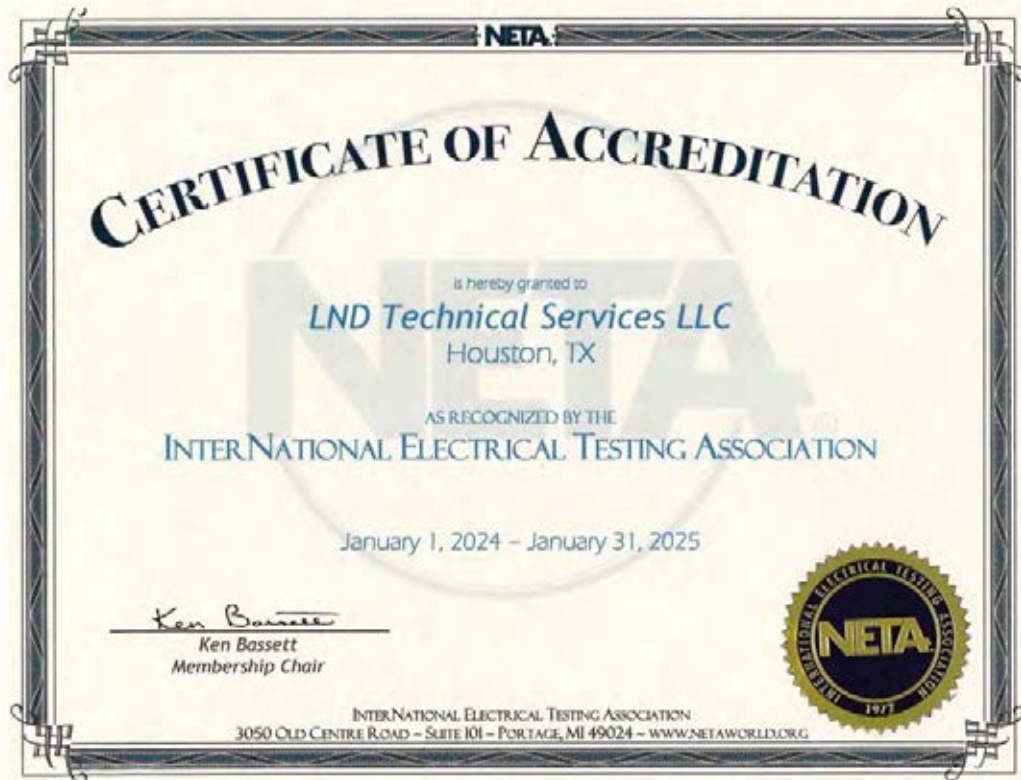 NETA
CERTIFICATE OF ACCREDITATION
is hereby granted to
LND Technical Services LLC
Houston, TX
NETA®
AS RECOGNIZED BY THE
INTERNATIONAL ELECTRICAL TESTING ASSOCIATION
January 1, 2024 – January 31, 2025
Ken Bassett
Ken Bassett
Membership Chair
INTERNATIONAL ELECTRICAL TESTING ASSOCIATION
NETA
1972
INTERNATIONAL ELECTRICAL TESTING ASSOCIATION
3050 OLD CENTRE ROAD ~ SUITE 101 ~ PORTAGE, MI 49024 ~ WWW.NETAWORLD.ORG